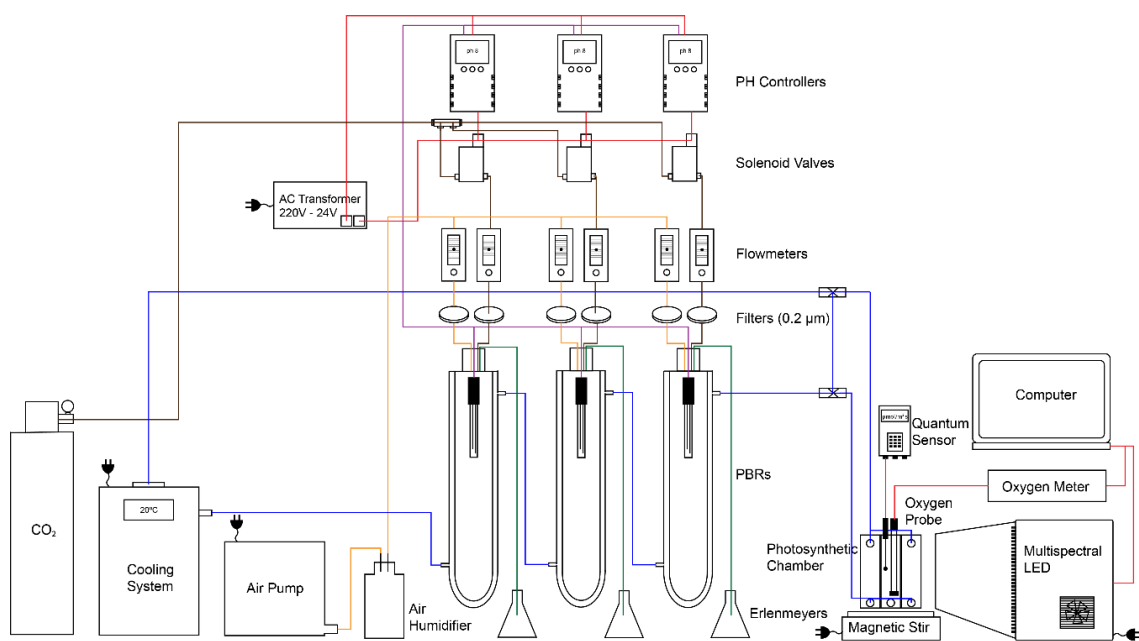 ph 8
ph 8
ph 8
PH Controllers
Solenoid Valves
AC Transformer
220V - 24V
Flowmeters
Filters (0.2 µm)
Computer
Quantum
Sensor
PBRs
Oxygen Meter
20ºC
CO₂
Oxygen
Probe
Cooling
System
Air Pump
Photosynthetic
Chamber
Multispectral
LED
Air
Humidifier
Erlenmeyers
Magnetic Stir